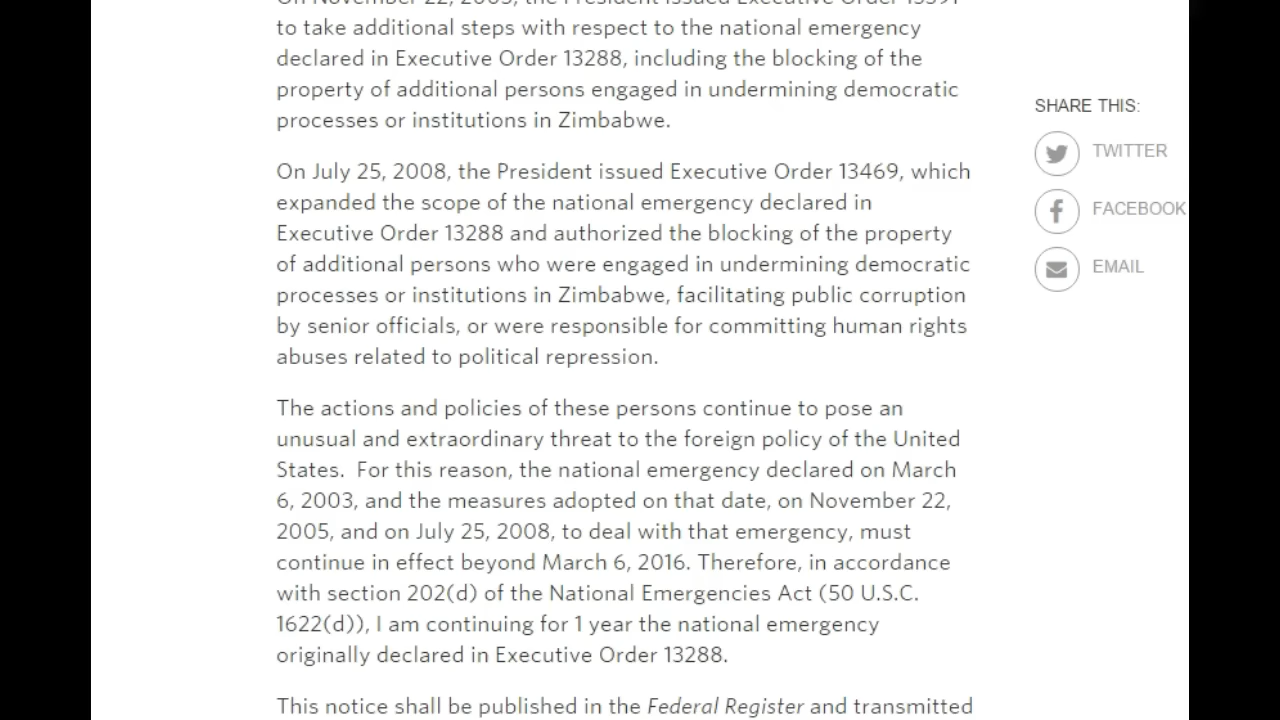 On November 22, 2005, the President issued Executive Order 13391
to take additional steps with respect to the national emergency
declared in Executive Order 13288, including the blocking of the
property of additional persons engaged in undermining democratic
processes or institutions in Zimbabwe.
On July 25, 2008, the President issued Executive Order 13469, which
expanded the scope of the national emergency declared in
Executive Order 13288 and authorized the blocking of the property
of additional persons who were engaged in undermining democratic
processes or institutions in Zimbabwe, facilitating public corruption
by senior officials, or were responsible for committing human rights
abuses related to political repression.
The actions and policies of these persons continue to pose an
unusual and extraordinary threat to the foreign policy of the United
States.  For this reason, the national emergency declared on March
6, 2003, and the measures adopted on that date, on November 22,
2005, and on July 25, 2008, to deal with that emergency, must
continue in effect beyond March 6, 2016. Therefore, in accordance
with section 202(d) of the National Emergencies Act (50 U.S.C.
1622(d)), I am continuing for 1 year the national emergency
originally declared in Executive Order 13288.
This notice shall be published in the Federal Register and transmitted
SHARE THIS:
TWITTER
FACEBOOK
EMAIL